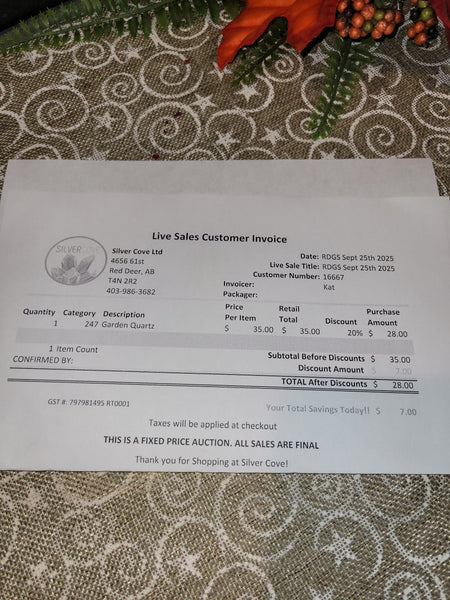 Live Sales Customer Invoice
SILVER COVE
Silver Cove Ltd
4656 61st
Red Deer, AB
T4N 2R2
403-986-3682
Date: RDGS Sept 25th 2025
Live Sale Title: RDGS Sept 25th 2025
Customer Number: 16667
Invoicer: Kat
Packager:
Quantity Category Description Price Per Item Retail Total Discount Purchase Amount
1 247 Garden Quartz $ 35.00 $ 35.00 20% $ 28.00
1 Item Count
Subtotal Before Discounts $ 35.00
CONFIRMED BY:
Discount Amount $ 7.00
TOTAL After Discounts $ 28.00
GST #: 797981495 RT0001
Your Total Savings Today!! $ 7.00
Taxes will be applied at checkout
THIS IS A FIXED PRICE AUCTION. ALL SALES ARE FINAL
Thank you for Shopping at Silver Cove!